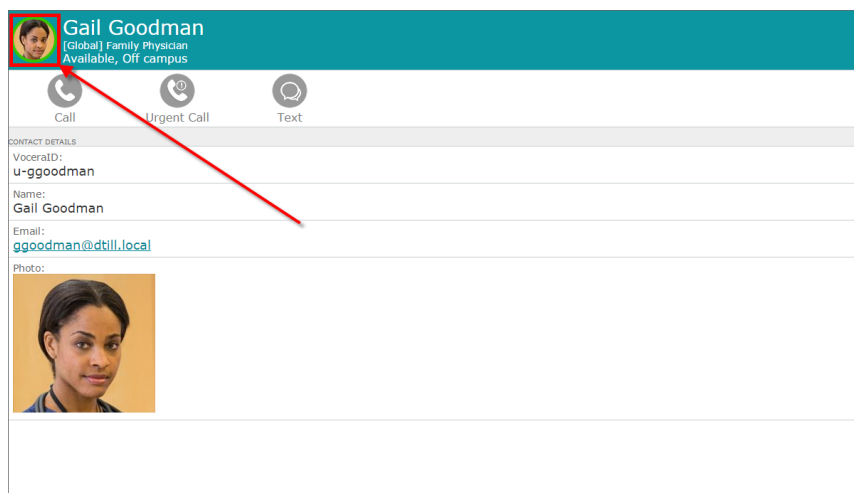 Gail Goodman
[Global] Family Physician
Available, Off campus
Call Urgent Call Text
CONTACT DETAILS
VoceraID:
u-ggoodman
Name:
Gail Goodman
Email:
ggoodman@dtill.local
Photo: